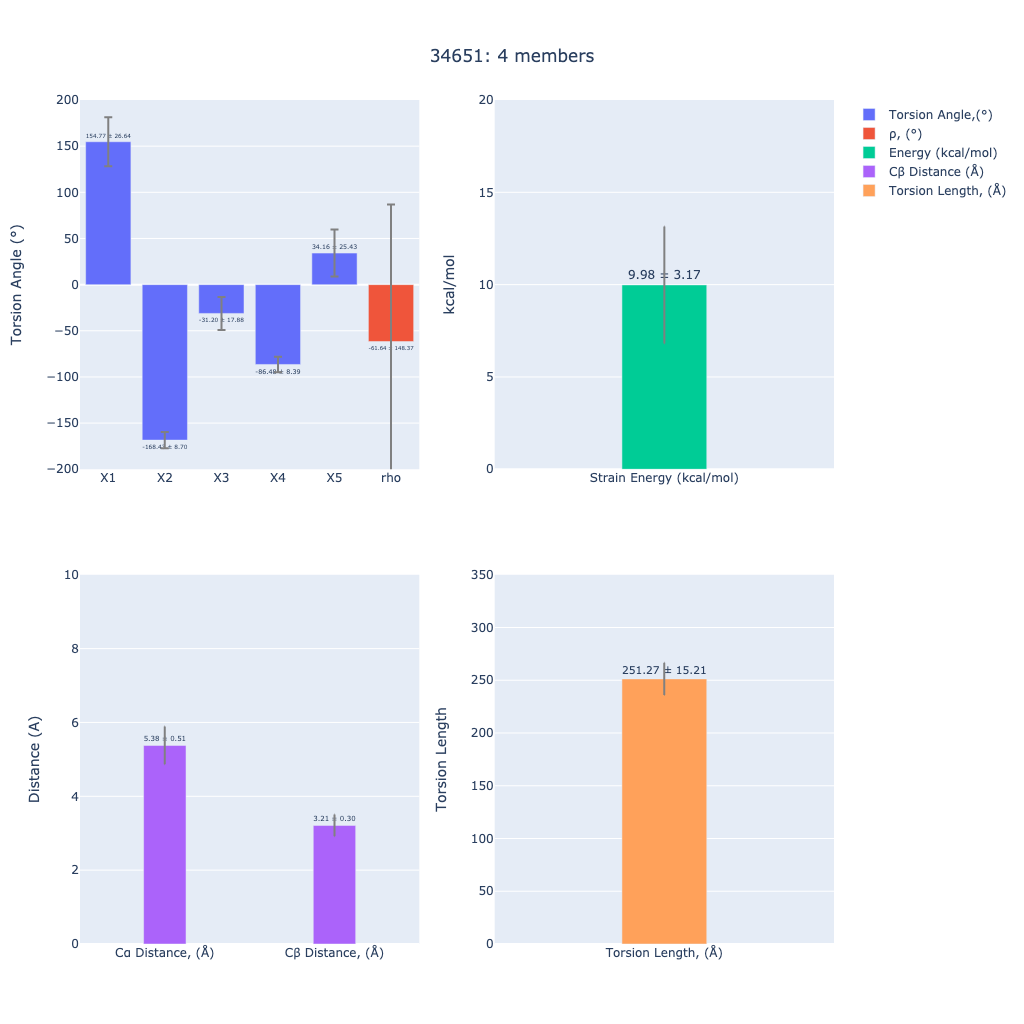 34651: 4 members
Torsion Angle (°)
200
150
100
50
0
−50
−100
−150
−200
154.77 ± 26.64
34.16 ± 25.43
-31.20 ± 17.88
-61.64 ± 148.37
± 8.39
± 8.70
X1 X2 X3 X4 X5 rho
kcal/mol
20
15
10
5
0
9.98 ± 3.17
Strain Energy (kcal/mol)
Torsion Angle,(°)
ρ, (°)
Energy (kcal/mol)
Cβ Distance (Å)
Torsion Length, (Å)
Distance (A)
10
8
6
4
2
0
5.38 ± 0.51
3.21 ± 0.30
Cα Distance, (Å) Cβ Distance, (Å)
Torsion Length
350
300
250
200
150
100
50
0
251.27 ± 15.21
Torsion Length, (Å)